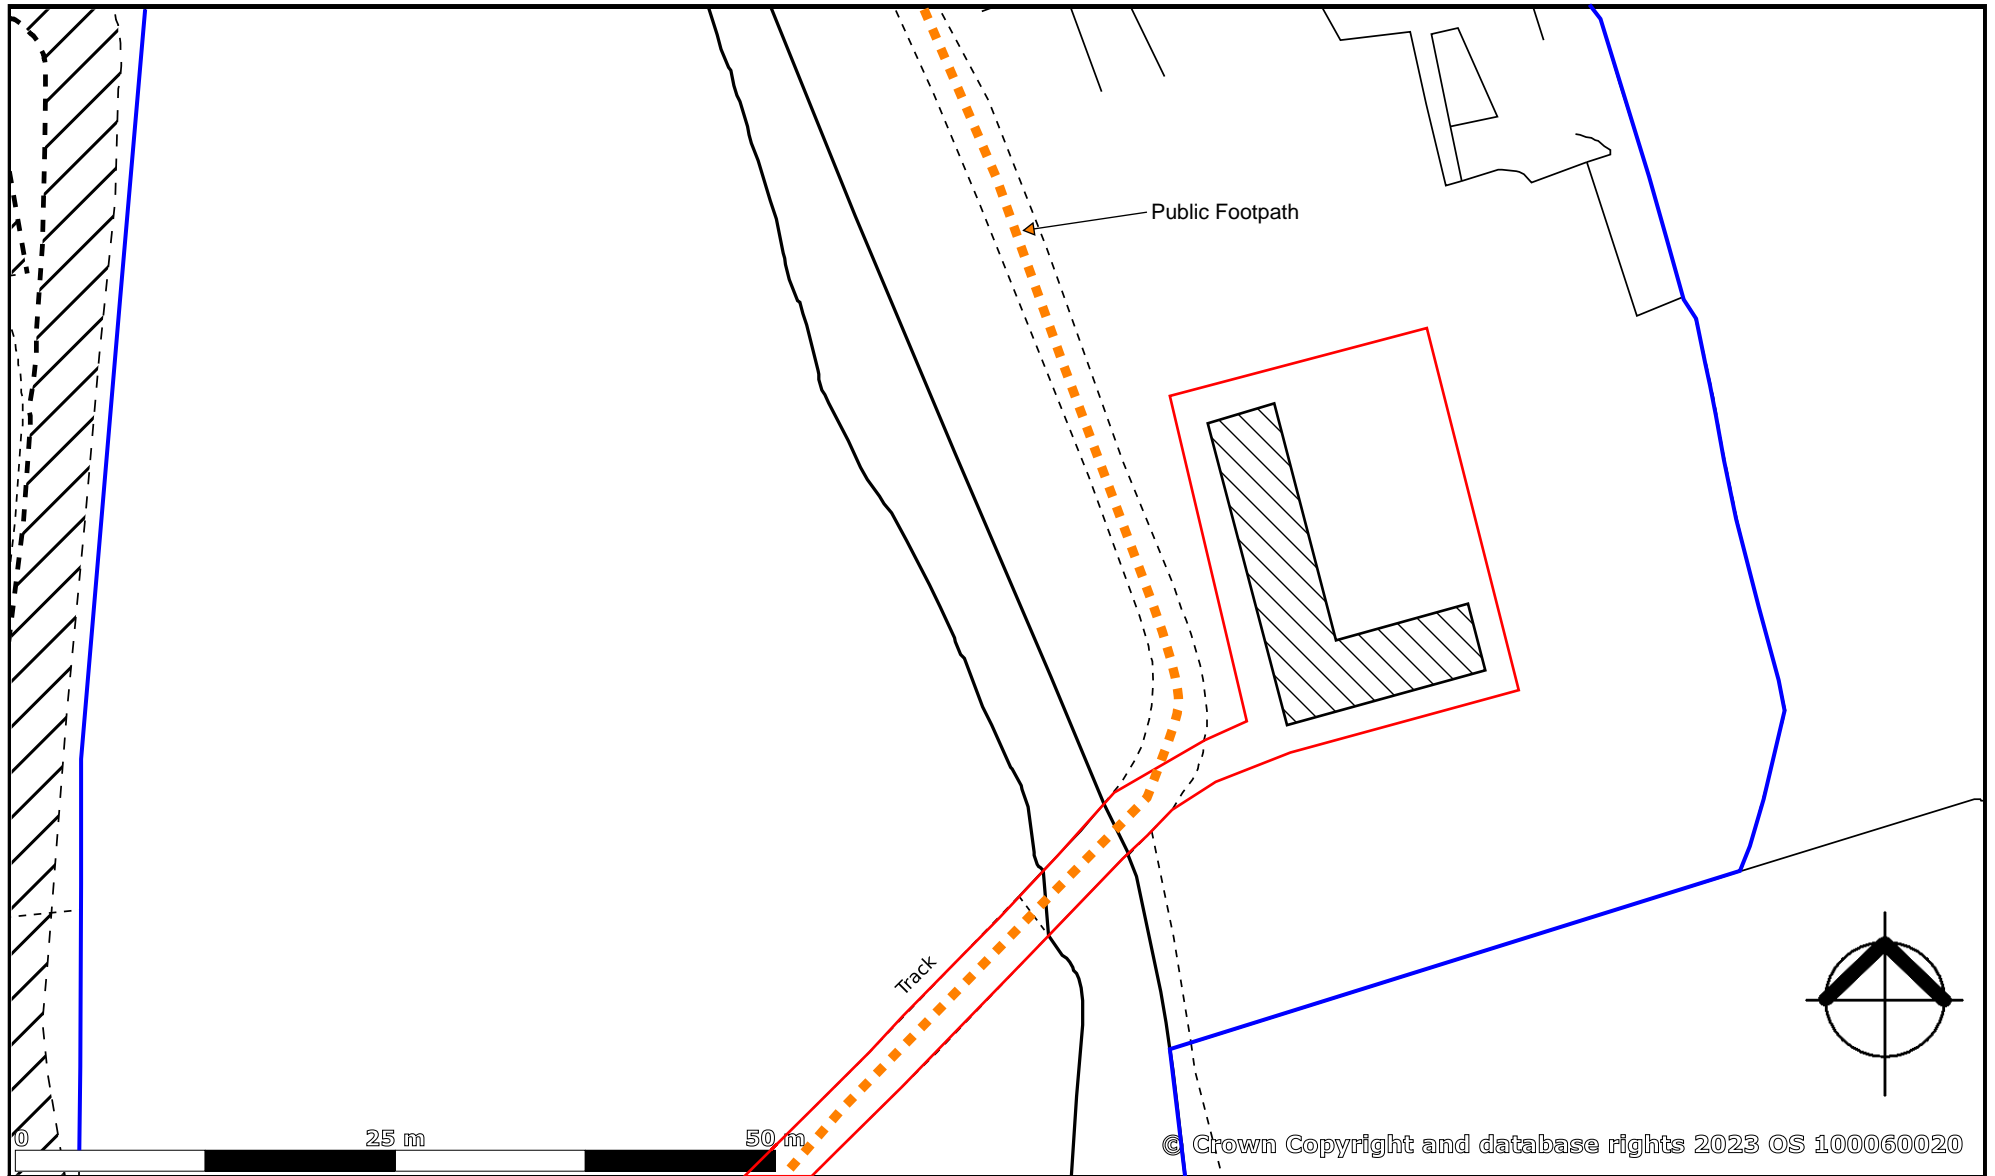 Public Footpath
Track
0 25 m 50 m
© Crown Copyright and database rights 2023 OS 100060020